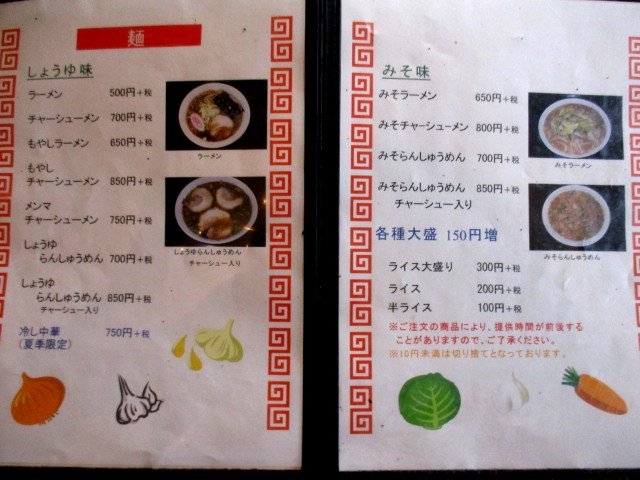 麺
しょうゆ味
ラーメン 500円+税
チャーシューメン 700円+税
もやしラーメン 650円+税
もやし
チャーシューメン 850円+税
メンマ
チャーシューメン 750円+税
しょうゆ
らんしゅうめん 700円+税
しょうゆ
らんしゅうめん 850円+税
チャーシュー入り
冷し中華 750円+税
(夏季限定)
ラーメン
しょうゆらんしゅうめん
チャーシュー入り
みそ味
みそラーメン 650円+税
みそチャーシューメン 800円+税
みそらんしゅうめん 700円+税
みそらんしゅうめん 850円+税
チャーシュー入り
各種大盛 150円増
ライス大盛り 300円+税
ライス 200円+税
半ライス 100円+税
※ご注文の商品により、提供時間が前後する
ことがありますので、ご了承ください。
※10円未満は切り捨てとなっております。
みそラーメン
みそらんしゅうめん